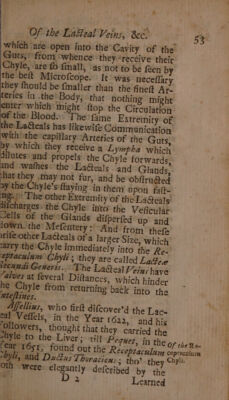 Of the Lacteal Veins, &c. 53
which are open into the Cavity of the
Guts, from whence they receive their
Chyle, are so small, as not to be seen by
the best Microscope. It was necessary
they should be smaller than the finest Ar-
teries in the Body, that nothing might
enter which might stop the Circulation
of the Blood. The same Extremity of
the Lacteals has likewise Communication
with the capillary Arteries of the Guts,
by which they receive a Lympha which
dilutes and propels the Chyle forwards,
and washes the Lacteals and Glands,
that they may not fur, and be obstructed
by the Chyle's staying in them upon fast-
ing. The other Extremity of the Lacteals
discharges the Chyle into the Vesicular
Cells of the Glands dispersed up and
down the Mesentery: And from these
arise other Lacteals of a larger Size, which
carry the Chyle immediately into the Re-
ceptaculum Chyli; they are called Lacteæ
secundi Generis. The Lacteal Veins have
Valves at several Distances, which hinder
the Chyle from returning back into the
Intestines.
Assellius, who first discover'd the Lac-
teal Vessels, in the Year 1622, and his
Followers, thought that they carried the
Chyle to the Liver; till Pequet, in the
Year 1651, found out the Receptaculum
Chyli, and Ductus Thoracicus; tho' they
both were elegantly described by the
D 2 Learned
Of the Re-
ceptaculum
Chyli.